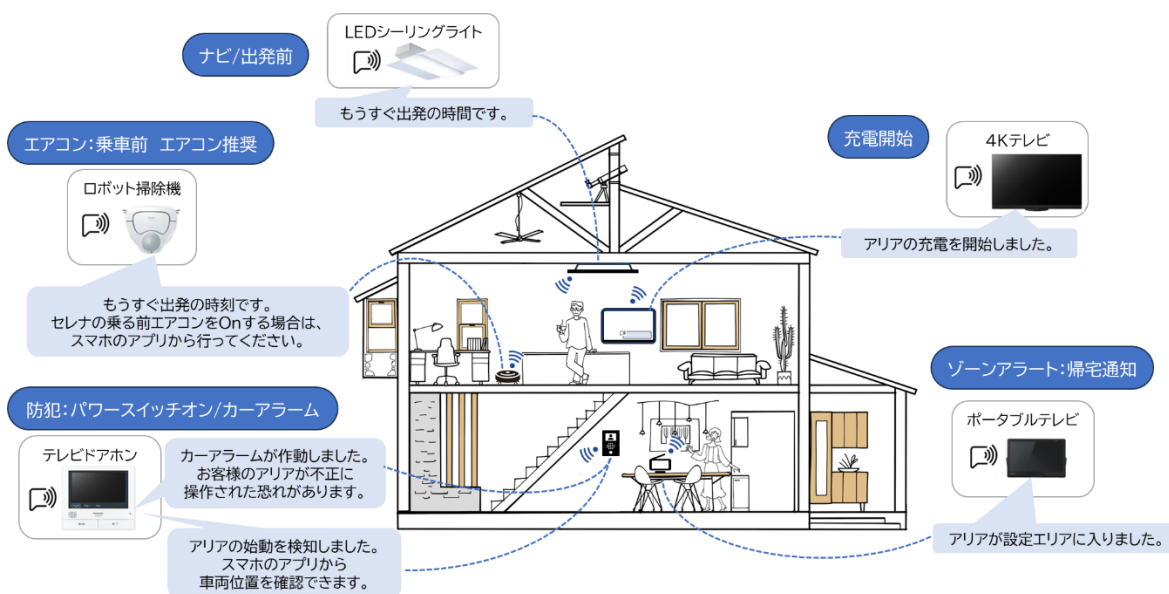 ナビ/出発前
LEDシーリングライト
もうすぐ出発の時間です。
エアコン：乗車前　エアコン推奨
ロボット掃除機
もうすぐ出発の時刻です。
セレナの乗る前エアコンをOnする場合は、
スマホのアプリから行ってください。
充電開始
4Kテレビ
アリアの充電を開始しました。
防犯：パワースイッチオン/カーアラーム
テレビドアホン
カーアラームが作動しました。
お客様のアリアが不正に
操作された恐れがあります。
アリアの始動を検知しました。
スマホのアプリから
車両位置を確認できます。
ゾーンアラート：帰宅通知
ポータブルテレビ
アリアが設定エリアに入りました。